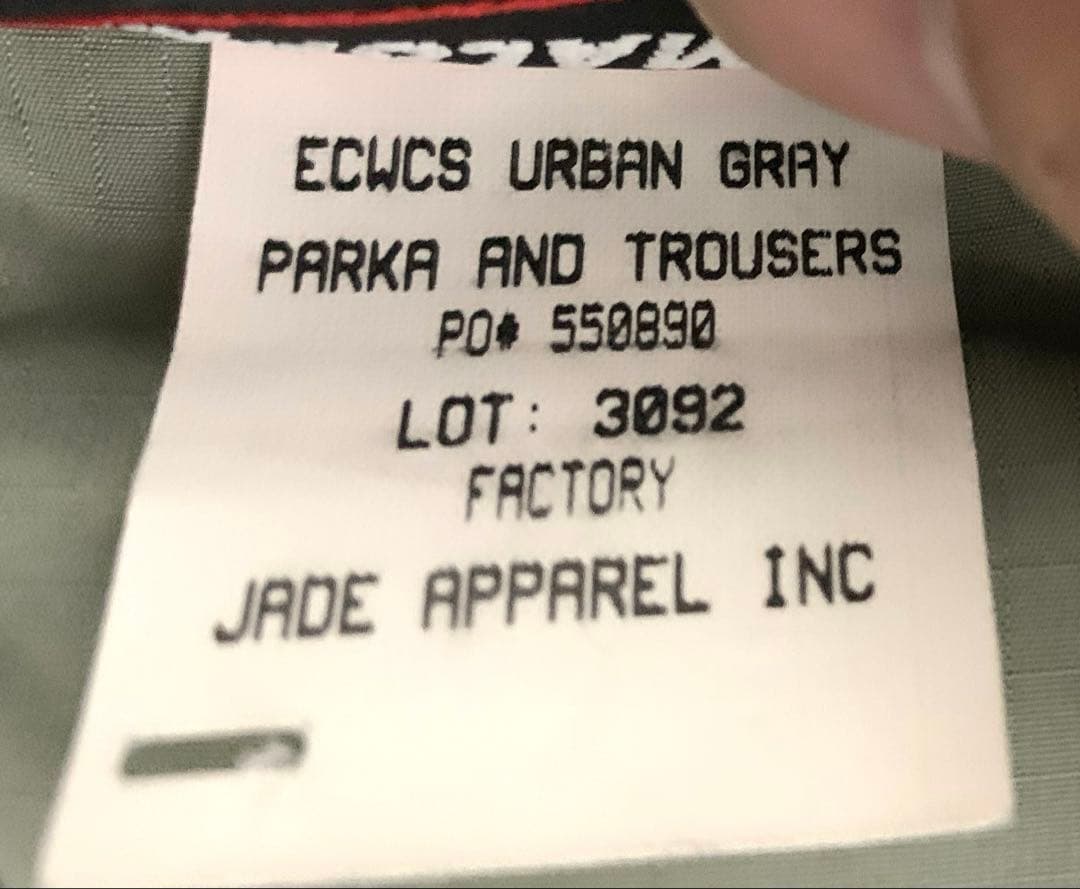 ECWCS URBAN GRAY
PARKA AND TROUSERS
PO# 550890
LOT: 3092
FACTORY
JADE APPAREL INC